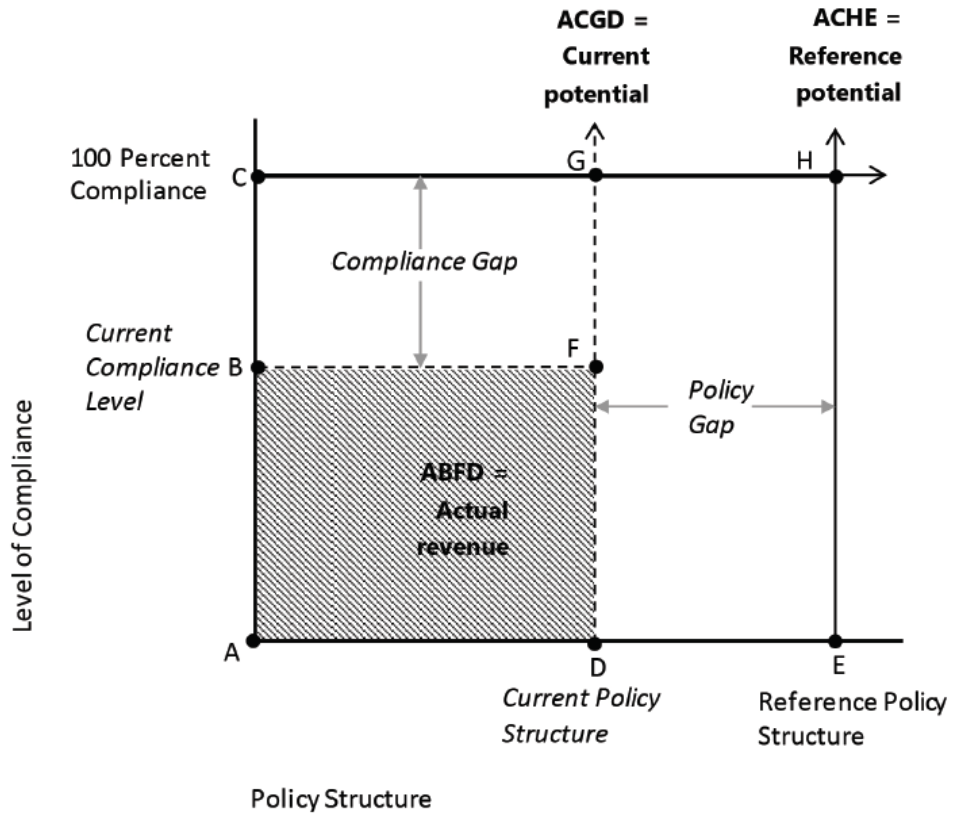 ACGD =
Current
potential
ACHE =
Reference
potential
100 Percent
Compliance
C
G
H
Compliance Gap
Current
Compliance
Level
B
F
Policy
Gap
ABFD =
Actual
revenue
Level of Compliance
A
D
E
Current Policy
Structure
Reference Policy
Structure
Policy Structure